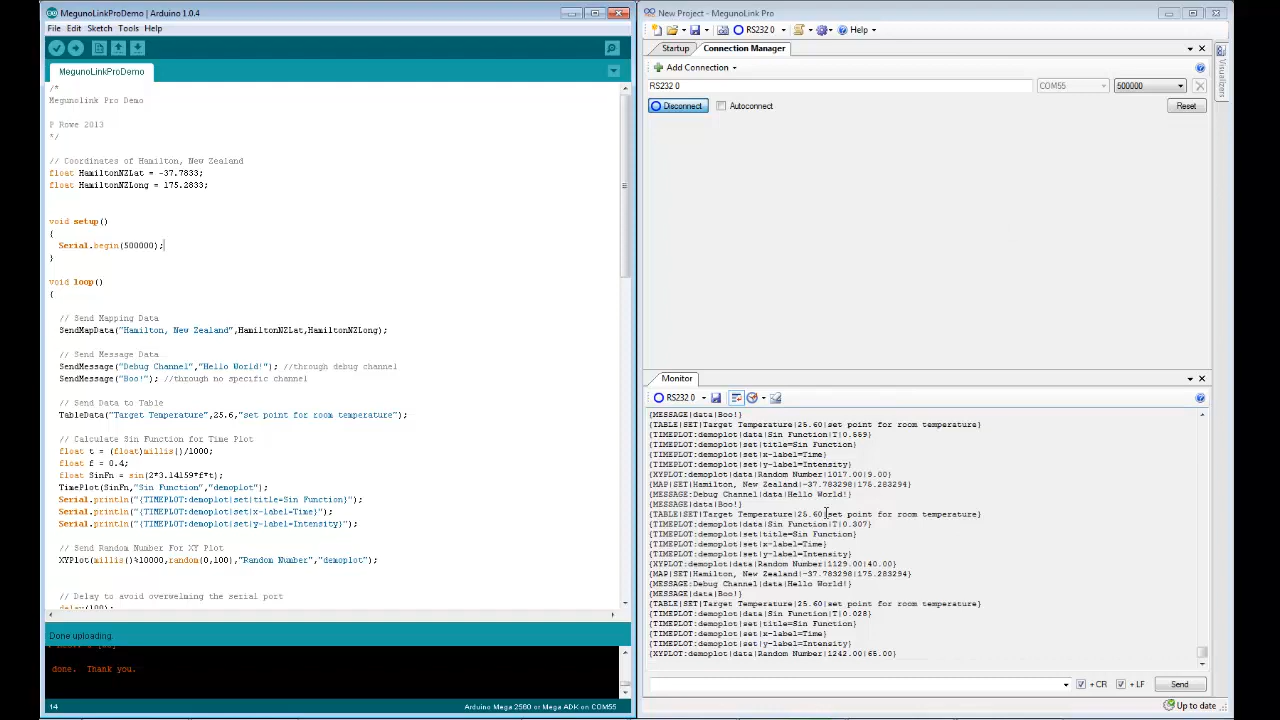 MegunoLinkProDemo | Arduino 1.0.4
File Edit Sketch Tools Help
MegunoLinkProDemo
/*
Megunolink Pro Demo
P Rowe 2013
*/
// Coordinates of Hamilton, New Zealand
float HamiltonNZLat = -37.7833;
float HamiltonNZLong = 175.2833;
void setup()
{
Serial.begin(500000);
}
void loop()
{
// Send Mapping Data
SendMapData("Hamilton, New Zealand",HamiltonNZLat,HamiltonNZLong);
// Send Message Data
SendMessage("Debug Channel","Hello World!"); //through debug channel
SendMessage("Boo!"); //through no specific channel
// Send Data to Table
TableData("Target Temperature",25.6,"set point for room temperature");
// Calculate Sin Function for Time Plot
float t = (float)millis()/1000;
float f = 0.4;
float SinFn = sin(2*3.14159*f*t);
TimePlot(SinFn,"Sin Function","demoplot");
Serial.println("{TIMEPLOT:demoplot|set|title=Sin Function}");
Serial.println("{TIMEPLOT:demoplot|set|x-label=Time}");
Serial.println("{TIMEPLOT:demoplot|set|y-label=Intensity}");
// Send Random Number For XY Plot
XYPlot(millis()%10000,random(0,100),"Random Number","demoplot");
// Delay to avoid overwelming the serial port
delay(100);
Done uploading.
done. Thank you.
14
Arduino Mega 2560 or Mega ADK on COM55
New Project - MegunoLink Pro
RS232 0
Help
Startup
Connection Manager
Add Connection
RS232 0
COM55
500000
Disconnect
Autoconnect
Reset
Visualizers
Monitor
RS232 0
{MESSAGE|data|Boo!}
{TABLE|SET|Target Temperature|25.60|set point for room temperature}
{TIMEPLOT:demoplot|data|Sin Function|T|0.559}
{TIMEPLOT:demoplot|set|title=Sin Function}
{TIMEPLOT:demoplot|set|x-label=Time}
{TIMEPLOT:demoplot|set|y-label=Intensity}
{XYPLOT:demoplot|data|Random Number|1017.00|9.00}
{MAP|SET|Hamilton, New Zealand|-37.783298|175.283294}
{MESSAGE:Debug Channel|data|Hello World!}
{MESSAGE|data|Boo!}
{TABLE|SET|Target Temperature|25.60|set point for room temperature}
{TIMEPLOT:demoplot|data|Sin Function|T|0.307}
{TIMEPLOT:demoplot|set|title=Sin Function}
{TIMEPLOT:demoplot|set|x-label=Time}
{TIMEPLOT:demoplot|set|y-label=Intensity}
{XYPLOT:demoplot|data|Random Number|1129.00|40.00}
{MAP|SET|Hamilton, New Zealand|-37.783298|175.283294}
{MESSAGE:Debug Channel|data|Hello World!}
{MESSAGE|data|Boo!}
{TABLE|SET|Target Temperature|25.60|set point for room temperature}
{TIMEPLOT:demoplot|data|Sin Function|T|0.028}
{TIMEPLOT:demoplot|set|title=Sin Function}
{TIMEPLOT:demoplot|set|x-label=Time}
{TIMEPLOT:demoplot|set|y-label=Intensity}
{XYPLOT:demoplot|data|Random Number|1242.00|65.00}
+ CR
+ LF
Send
Up to date